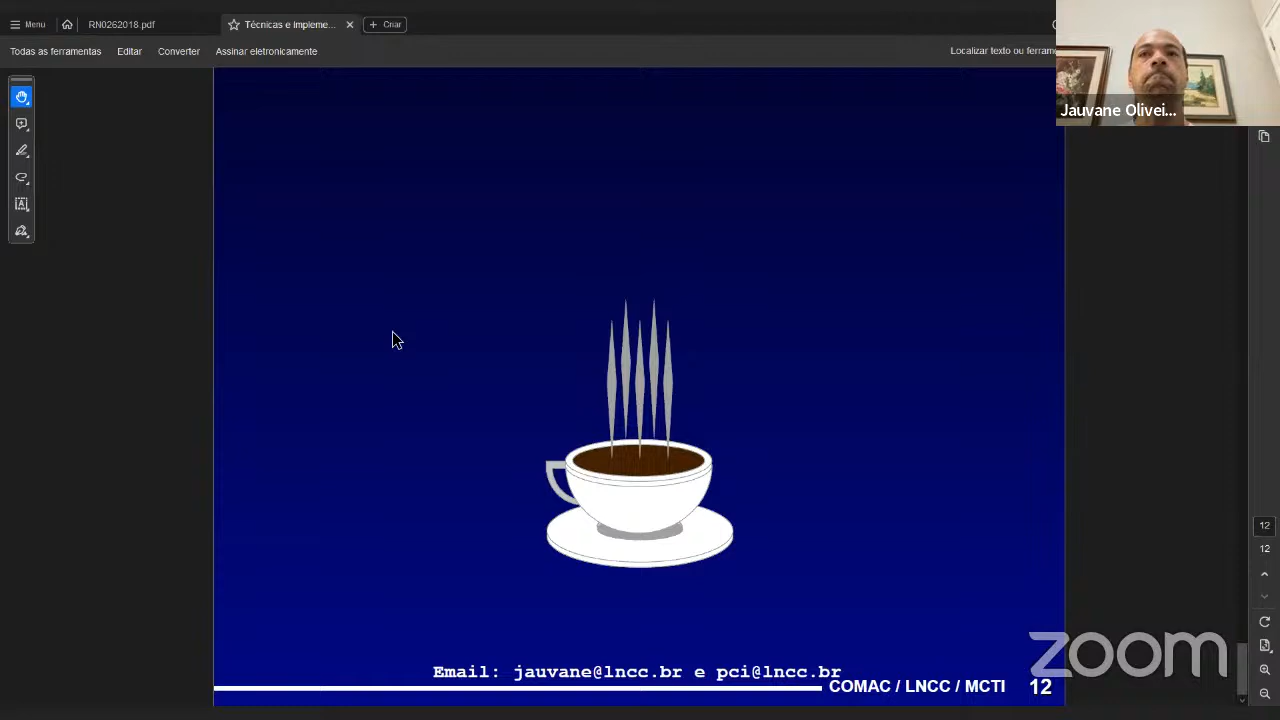 Menu
RN0262018.pdf
Técnicas e Impleme...
Criar
Todas as ferramentas
Editar
Converter
Assinar eletronicamente
Localizar texto ou ferrame
Jauvane Olivei...
12
12
Email: jauvane@lncc.br e pci@lncc.br
COMAC / LNCC / MCTI 12
zoom